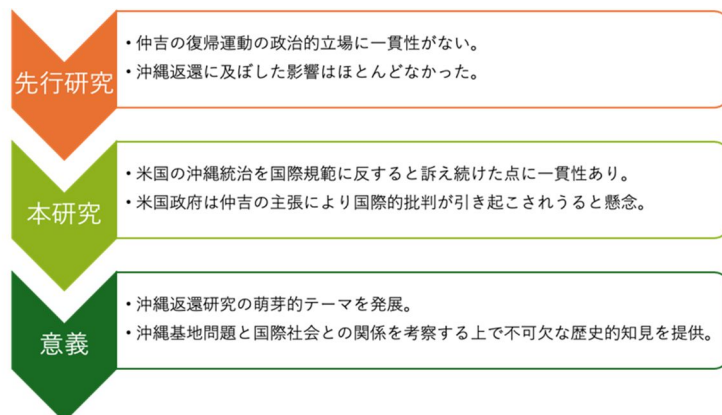 先行研究
• 仲吉の復帰運動の政治的立場に一貫性がない。
• 沖縄返還に及ぼした影響はほとんどなかった。
本研究
• 米国の沖縄統治を国際規範に反すると訴え続けた点に一貫性あり。
• 米国政府は仲吉の主張により国際的批判が引き起こされうると懸念。
意義
• 沖縄返還研究の萌芽的テーマを発展。
• 沖縄基地問題と国際社会との関係を考察する上で不可欠な歴史的知見を提供。